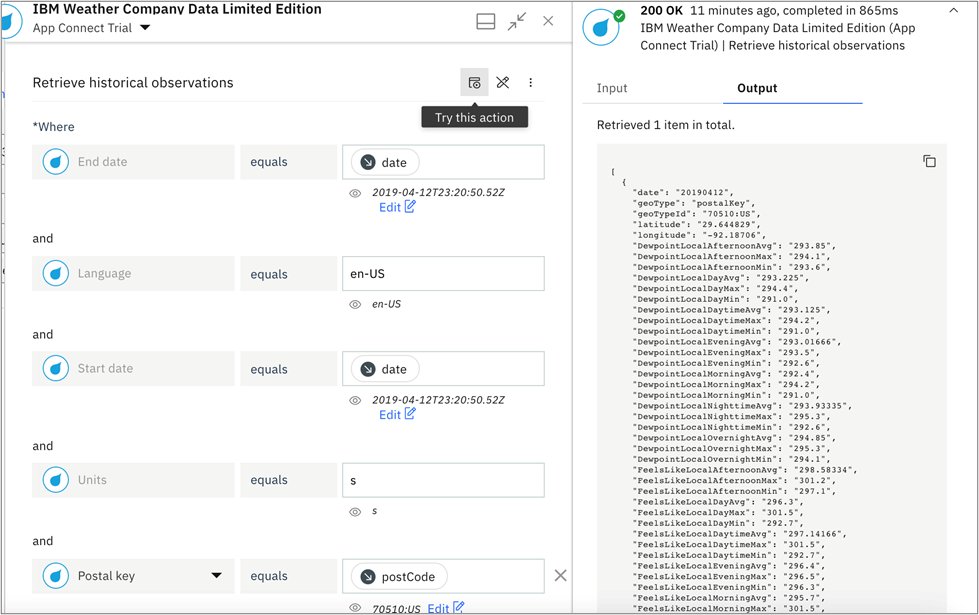 IBM Weather Company Data Limited Edition
App Connect Trial
Retrieve historical observations
Try this action
*Where
End date
equals
date
2019-04-12T23:20:50.52Z
Edit
and
Language
equals
en-US
en-US
and
Start date
equals
date
2019-04-12T23:20:50.52Z
Edit
and
Units
equals
s
s
and
Postal key
equals
postCode
70510:US Edit
200 OK 11 minutes ago, completed in 865ms
IBM Weather Company Data Limited Edition (App
Connect Trial) | Retrieve historical observations
Input
Output
Retrieved 1 item in total.
[
{
"date": "20190412",
"geoType": "postalKey",
"geoTypeId": "70510:US",
"latitude": "29.644829",
"longitude": "-92.18706",
"DewpointLocalAfternoonAvg": "293.85",
"DewpointLocalAfternoonMax": "294.1",
"DewpointLocalAfternoonMin": "293.6",
"DewpointLocalDayAvg": "293.225",
"DewpointLocalDayMax": "294.4",
"DewpointLocalDayMin": "291.0",
"DewpointLocalDaytimeAvg": "293.125",
"DewpointLocalDaytimeMax": "294.2",
"DewpointLocalDaytimeMin": "291.0",
"DewpointLocalEveningAvg": "293.01666",
"DewpointLocalEveningMax": "293.5",
"DewpointLocalEveningMin": "292.6",
"DewpointLocalMorningAvg": "292.4",
"DewpointLocalMorningMax": "294.2",
"DewpointLocalMorningMin": "291.0",
"DewpointLocalNighttimeAvg": "293.93335",
"DewpointLocalNighttimeMax": "295.3",
"DewpointLocalNighttimeMin": "292.6",
"DewpointLocalOvernightAvg": "294.85",
"DewpointLocalOvernightMax": "295.3",
"DewpointLocalOvernightMin": "294.1",
"FeelsLikeLocalAfternoonAvg": "298.58334",
"FeelsLikeLocalAfternoonMax": "301.2",
"FeelsLikeLocalAfternoonMin": "297.1",
"FeelsLikeLocalDayAvg": "296.3",
"FeelsLikeLocalDayMax": "301.5",
"FeelsLikeLocalDayMin": "292.7",
"FeelsLikeLocalDaytimeAvg": "297.14166",
"FeelsLikeLocalDaytimeMax": "301.5",
"FeelsLikeLocalDaytimeMin": "292.7",
"FeelsLikeLocalEveningAvg": "296.4",
"FeelsLikeLocalEveningMax": "296.5",
"FeelsLikeLocalEveningMin": "296.3",
"FeelsLikeLocalMorningAvg": "295.7",
"FeelsLikeLocalMorningMax": "301.5",